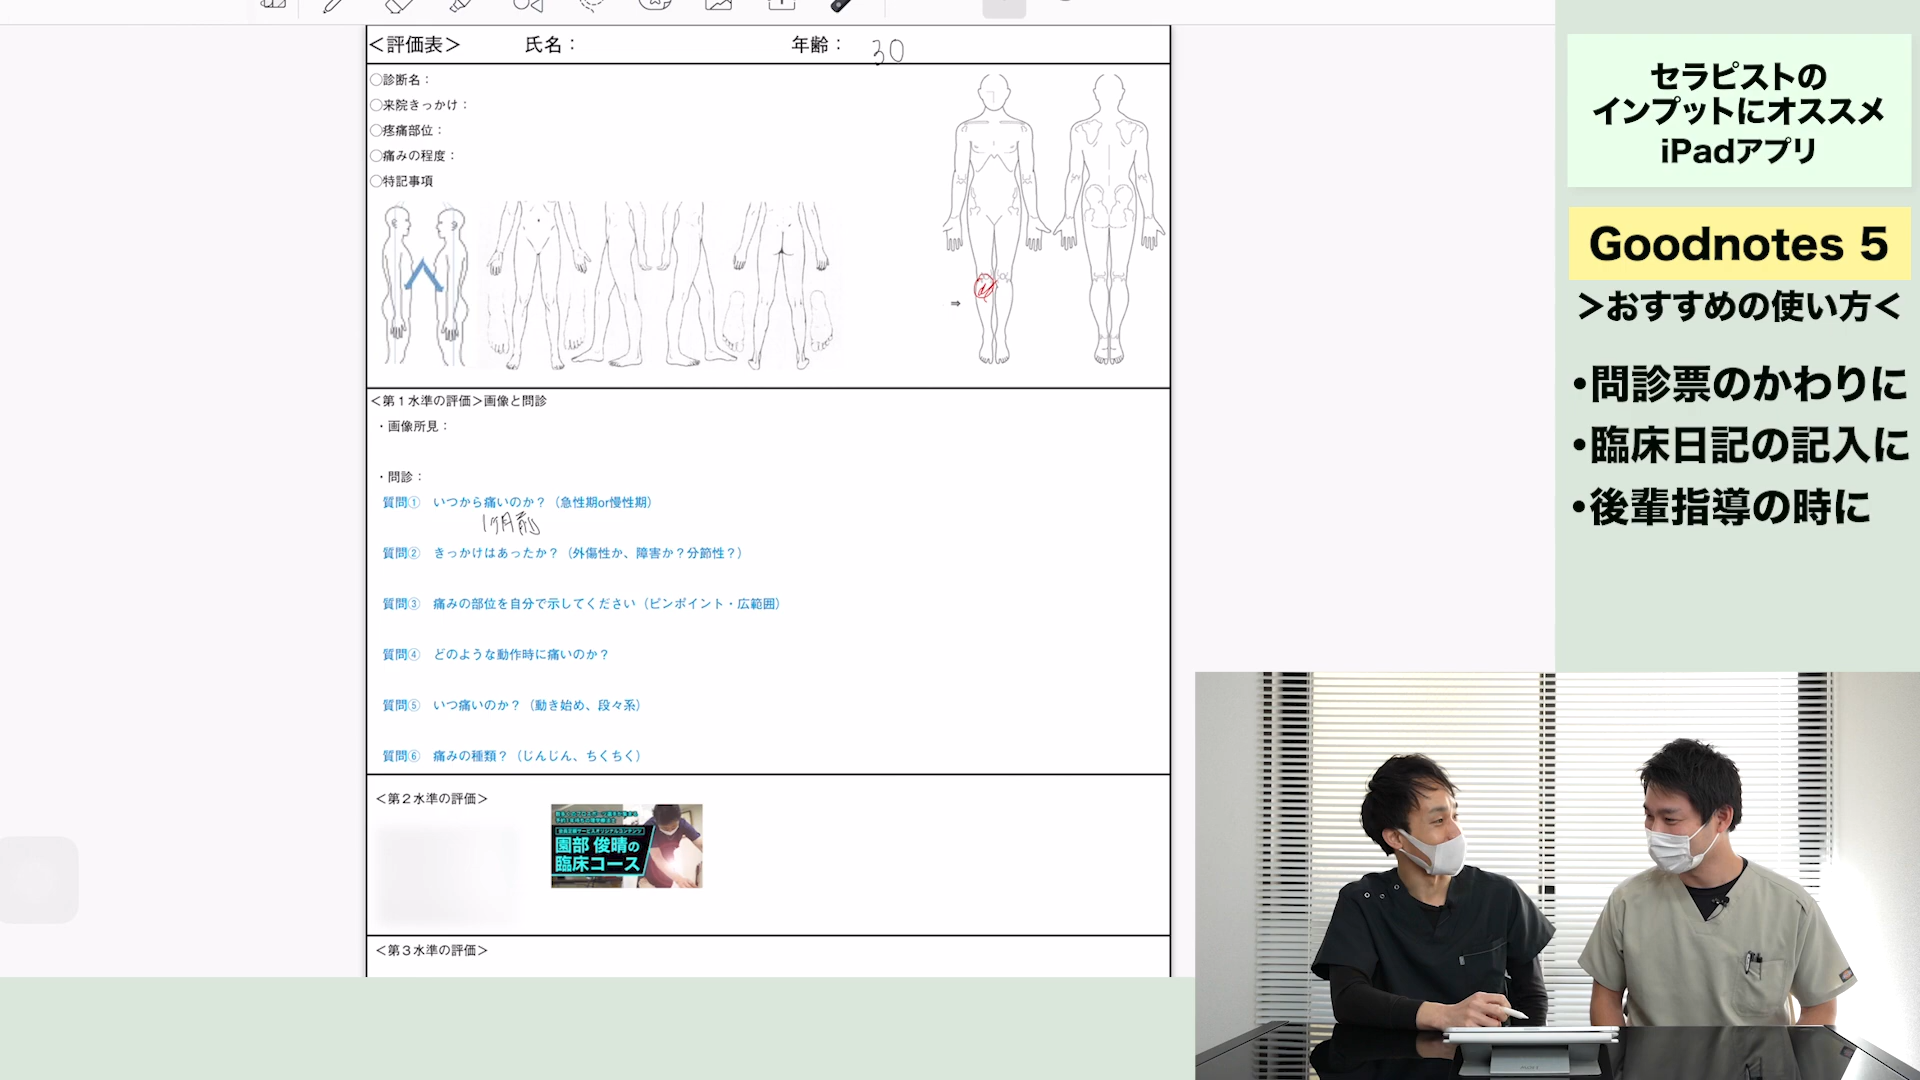 ＜評価表＞　氏名：　年齢： 30
○診断名：
○来院きっかけ：
○疼痛部位：
○痛みの程度：
○特記事項
⇒
＜第１水準の評価＞画像と問診
・画像所見：
・問診：
質問①　いつから痛いのか？（急性期or慢性期）
1ヶ月前
質問②　きっかけはあったか？（外傷性か、障害か？分節性？）
質問③　痛みの部位を自分で示してください（ピンポイント・広範囲）
質問④　どのような動作時に痛いのか？
質問⑤　いつ痛いのか？（動き始め、段々系）
質問⑥　痛みの種類？（じんじん、ちくちく）
＜第２水準の評価＞
園部 俊晴の
臨床コース
＜第３水準の評価＞
セラピストの
インプットにオススメ
iPadアプリ
Goodnotes 5
＞おすすめの使い方＜
・問診票のかわりに
・臨床日記の記入に
・後輩指導の時に